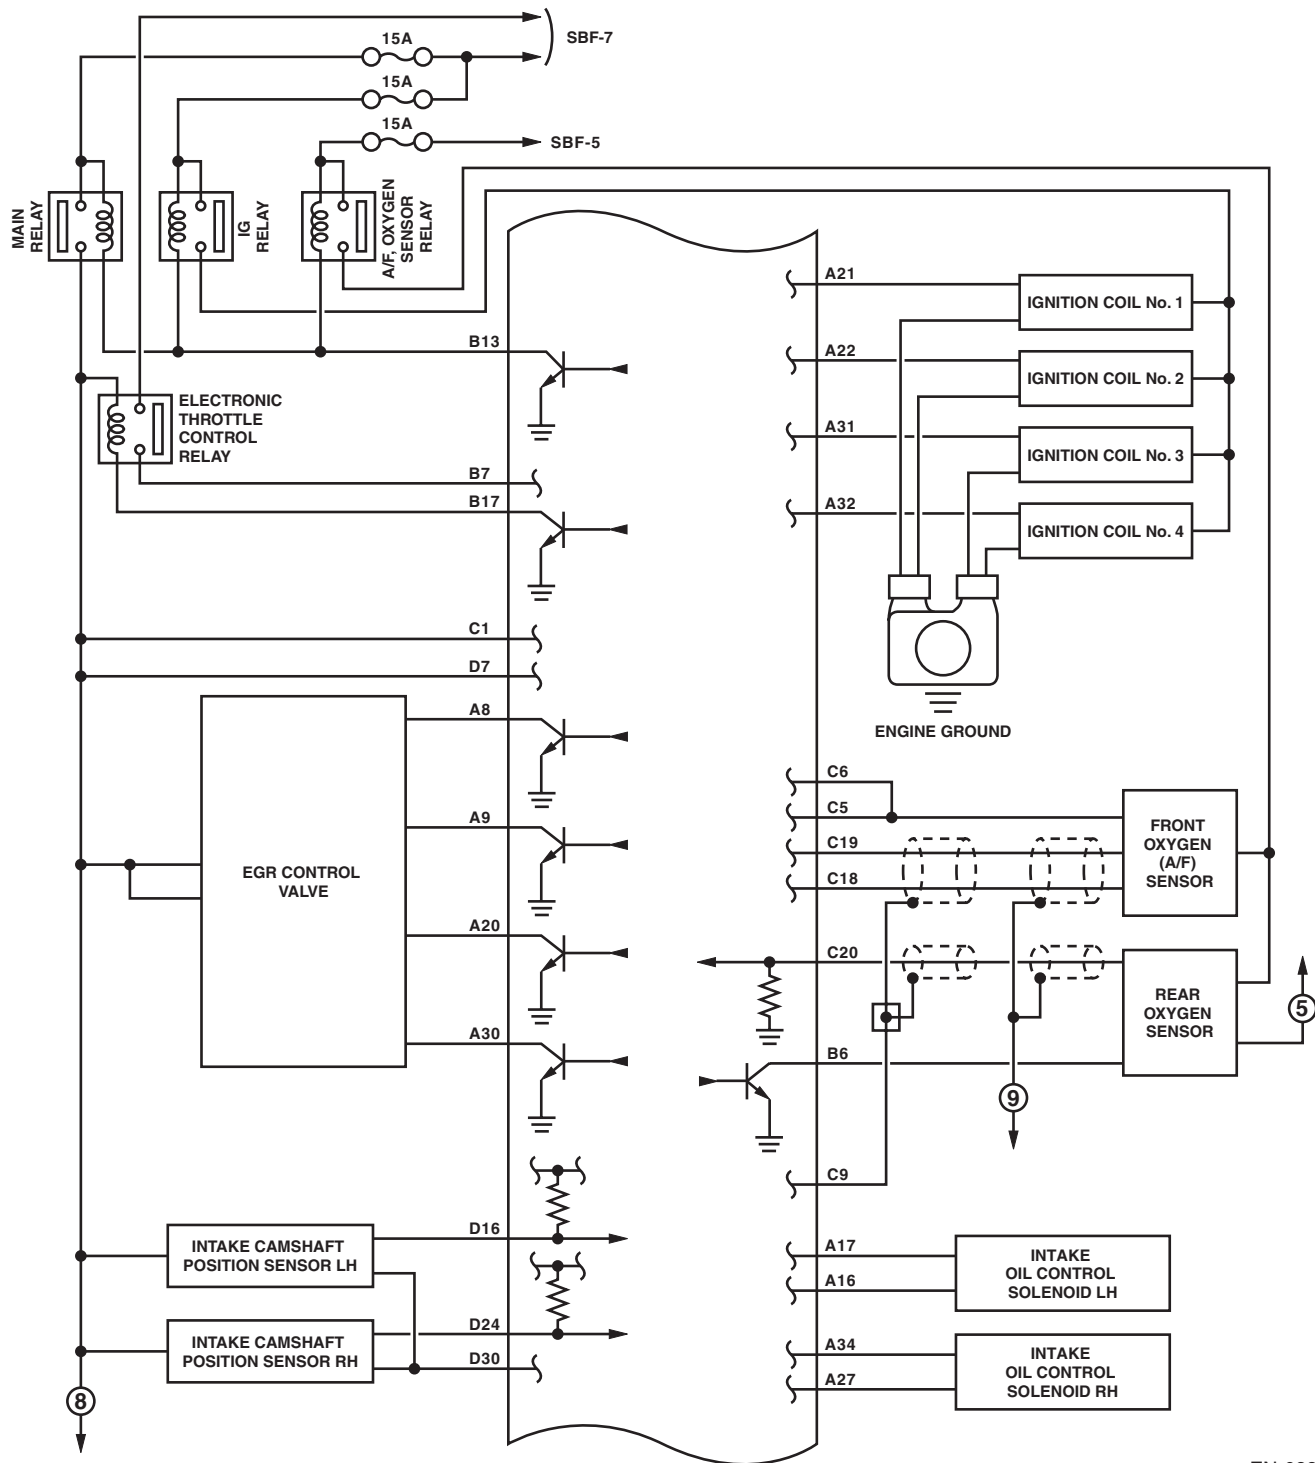 SBF-7
15A
15A
15A
SBF-5
MAIN
RELAY
IG
RELAY
A/F, OXYGEN
SENSOR
RELAY
B13
ELECTRONIC
THROTTLE
CONTROL
RELAY
B7
B17
C1
D7
A8
A9
EGR CONTROL
VALVE
A20
A30
D16
INTAKE CAMSHAFT
POSITION SENSOR LH
D24
INTAKE CAMSHAFT
POSITION SENSOR RH
D30
8
A21
IGNITION COIL No. 1
A22
IGNITION COIL No. 2
A31
IGNITION COIL No. 3
A32
IGNITION COIL No. 4
ENGINE GROUND
C6
C5
C19
C18
FRONT
OXYGEN
(A/F)
SENSOR
C20
REAR
OXYGEN
SENSOR
5
B6
9
C9
A17
A16
INTAKE
OIL CONTROL
SOLENOID LH
A34
A27
INTAKE
OIL CONTROL
SOLENOID RH